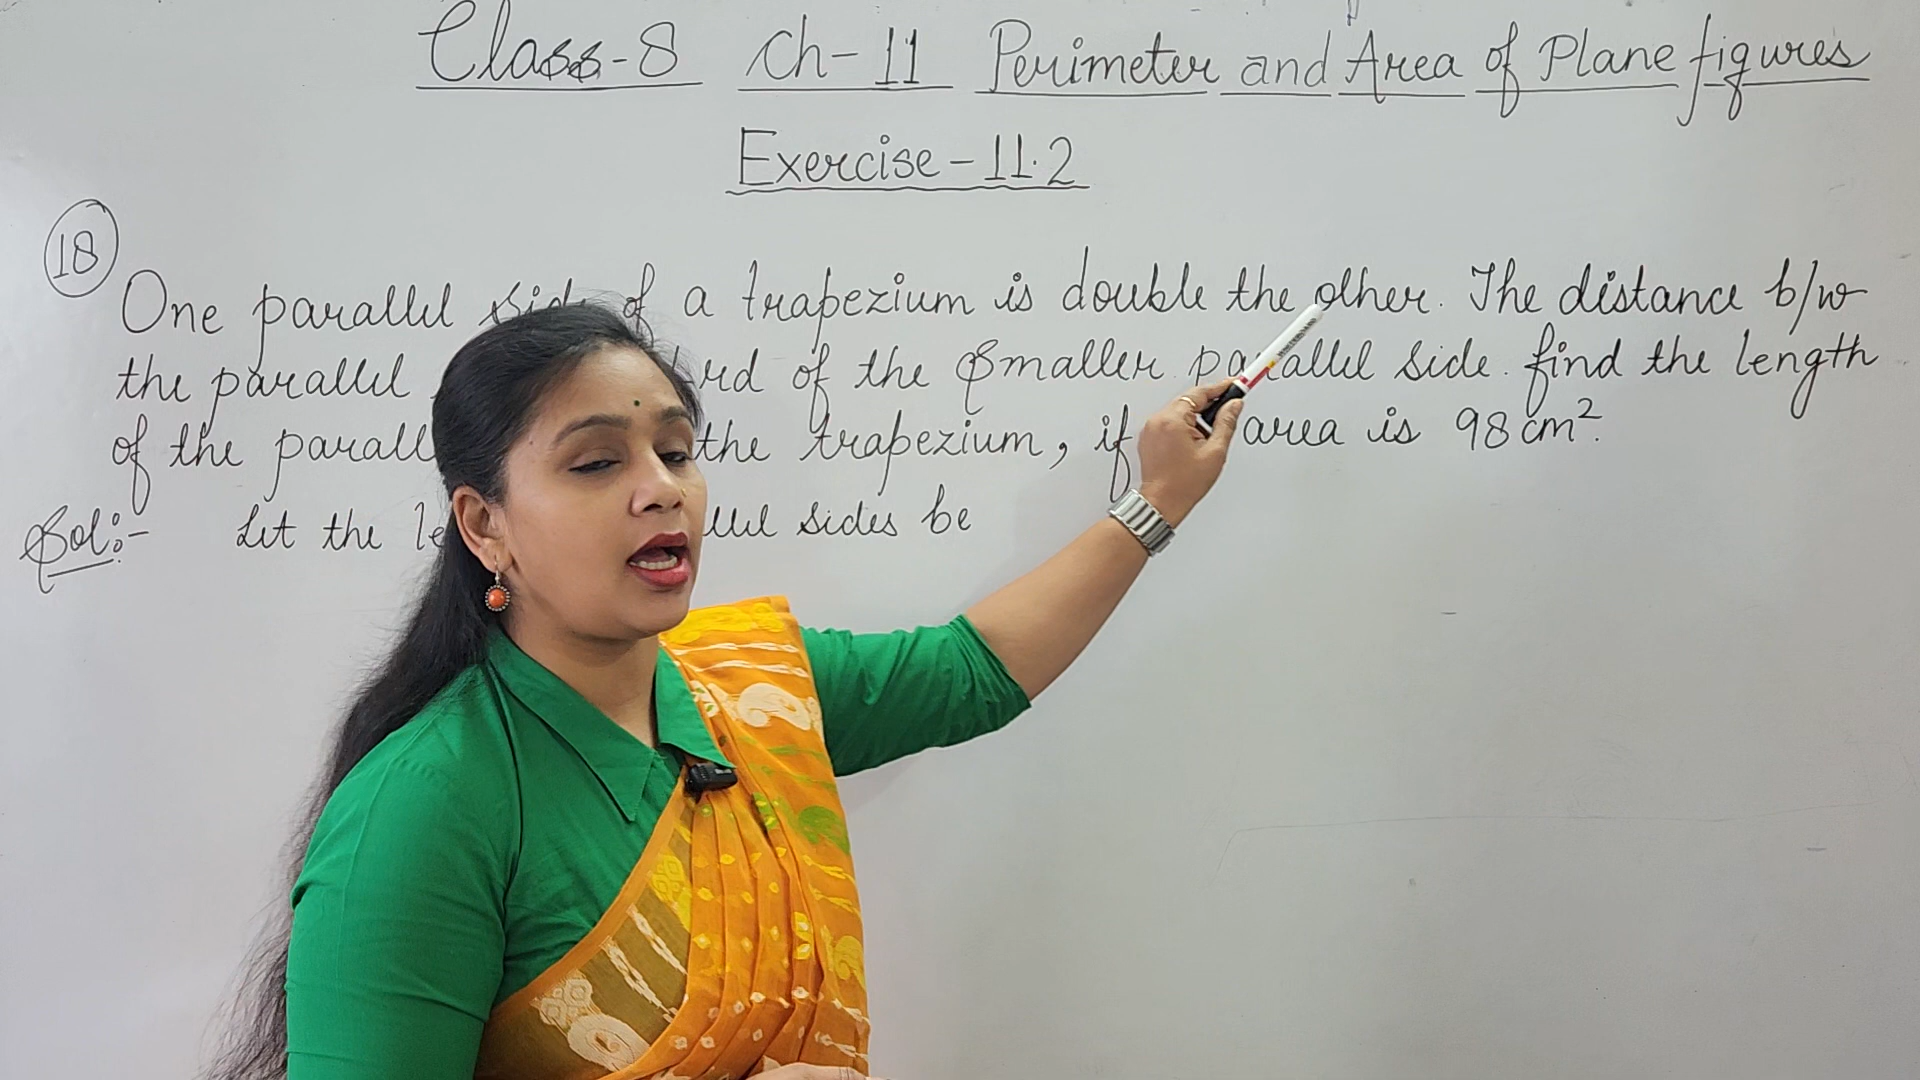 Class-8 Ch-11 Perimeter and Area of Plane figures
Exercise-11.2
18 One parallel side of a trapezium is double the other. The distance b/w
the parallel rd of the smaller parallel side. find the length
of the the trapezium, if area is 98 cm².
Sol:- Let the sides be